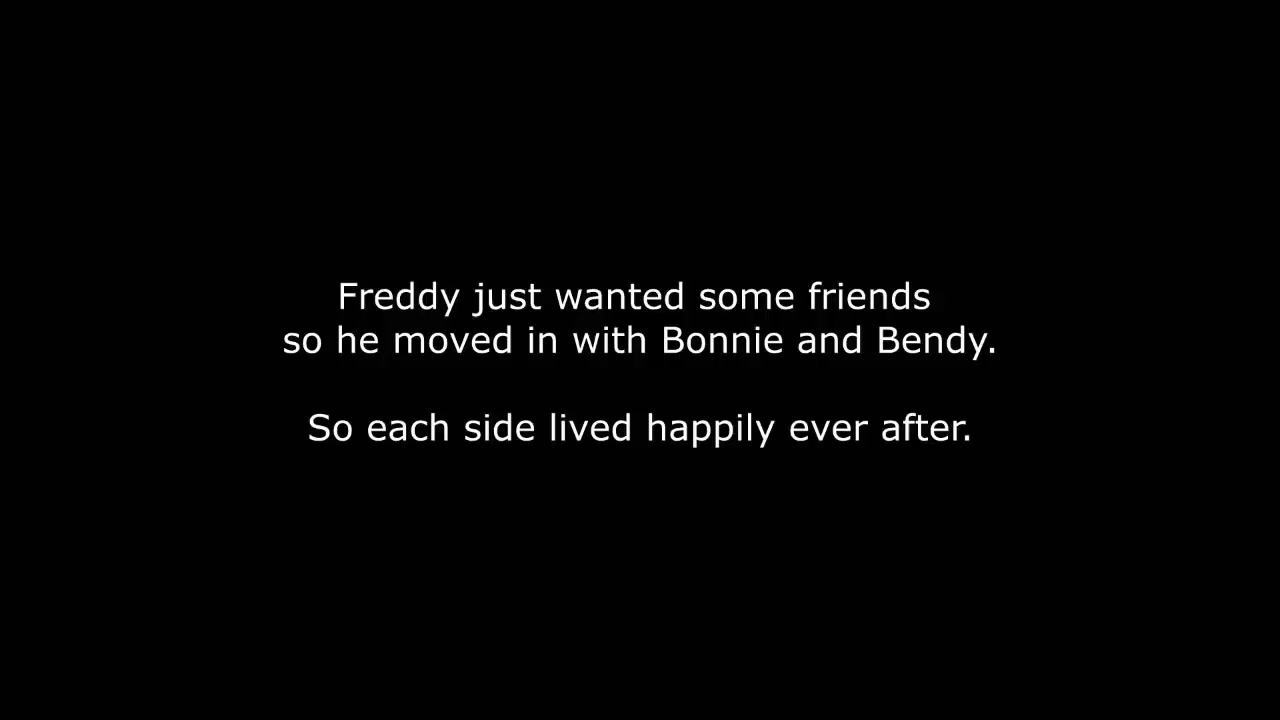 Freddy just wanted some friends
so he moved in with Bonnie and Bendy.
So each side lived happily ever after.